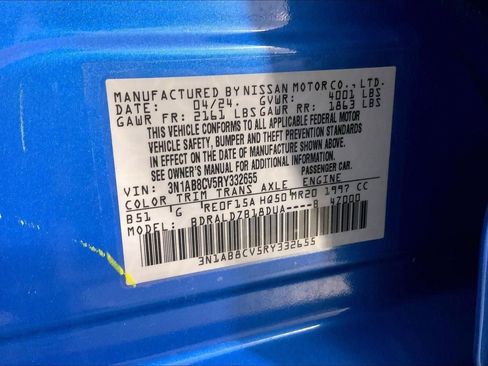 MANUFACTURED BY NISSAN MOTOR CO., LTD.
DATE: 04/24. GVWR: 4001 LBS
GAWR FR: 2161 LBS GAWR RR: 1863 LBS
THIS VEHICLE CONFORMS TO ALL APPLICABLE FEDERAL MOTOR
VEHICLE SAFETY, BUMPER, AND THEFT PREVENTION STANDARDS
IN EFFECT ON THE DATE OF MANUFACTURE SHOWN ABOVE.
SEE OWNER'S MANUAL FOR ADDITIONAL INFORMATION.
VIN: 3N1AB8CV5RY332655 PASSENGER CAR.
COLOR TRIM TRANS AXLE ENGINE
B51 G RE0F15A HQ50 MR20 1997 CC
MODEL: BDRALDZB18DUA----B 4Z000
3N1AB8CV5RY332655